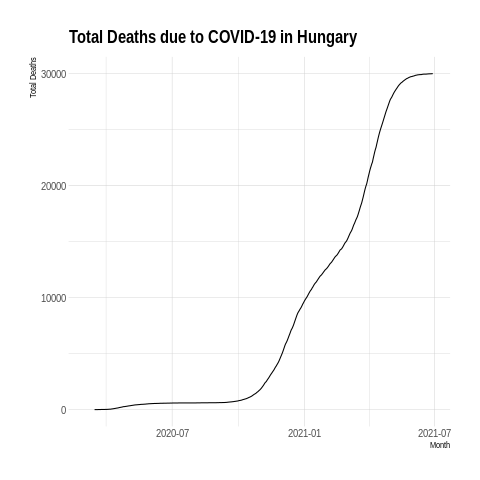 Total Deaths due to COVID-19 in Hungary
Total Deaths
30000
20000
10000
0
2020-07 2021-01 2021-07
Month